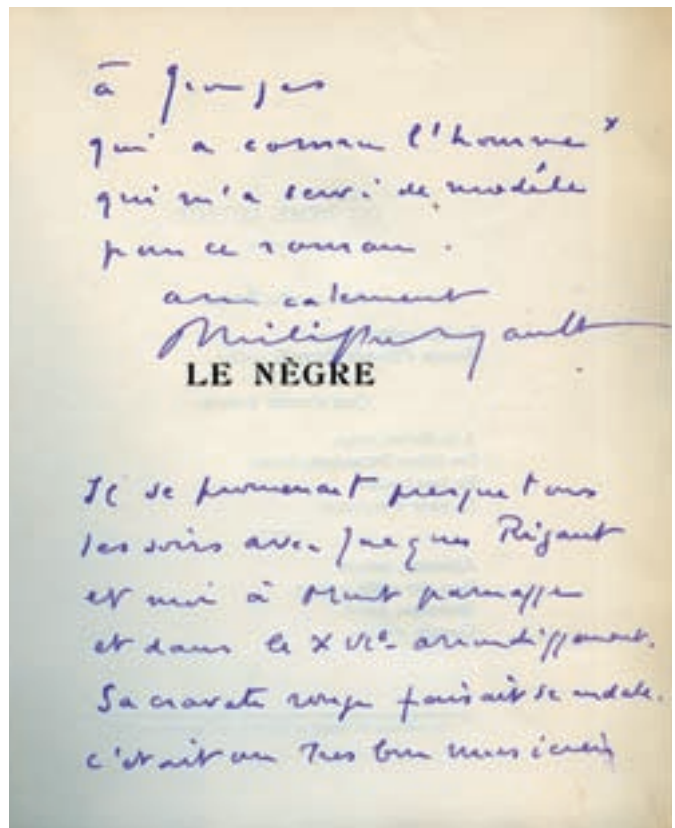 à Georges
qui a connu l'homme x
qui m'a servi de modèle
pour ce roman.
amicalement
Philippe Soupault
LE NÈGRE
Il se promenait presque tous
les soirs avec Jacques Rigaut
et moi à Montparnasse
et dans le XVIe arrondissement.
Sa cravate rouge faisait scandale.
C'était un très bon musicien